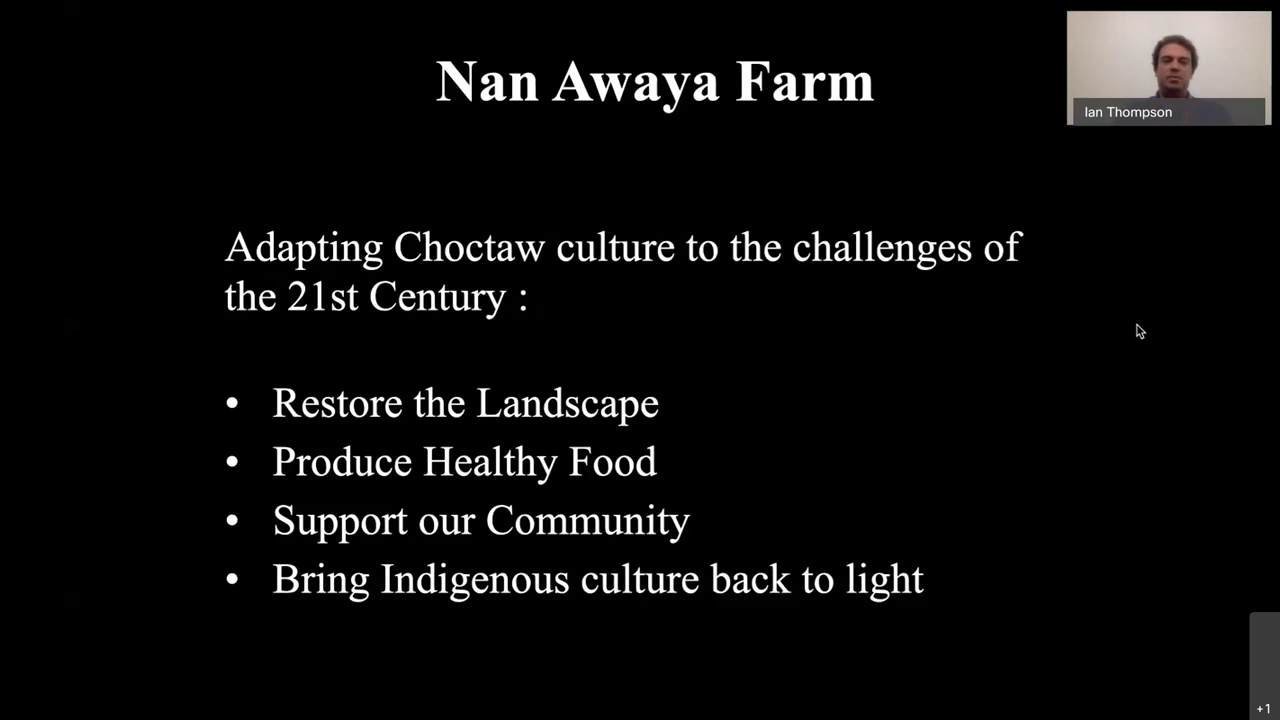 Nan Awaya Farm
Ian Thompson
Adapting Choctaw culture to the challenges of
the 21st Century :
• Restore the Landscape
• Produce Healthy Food
• Support our Community
• Bring Indigenous culture back to light
+1